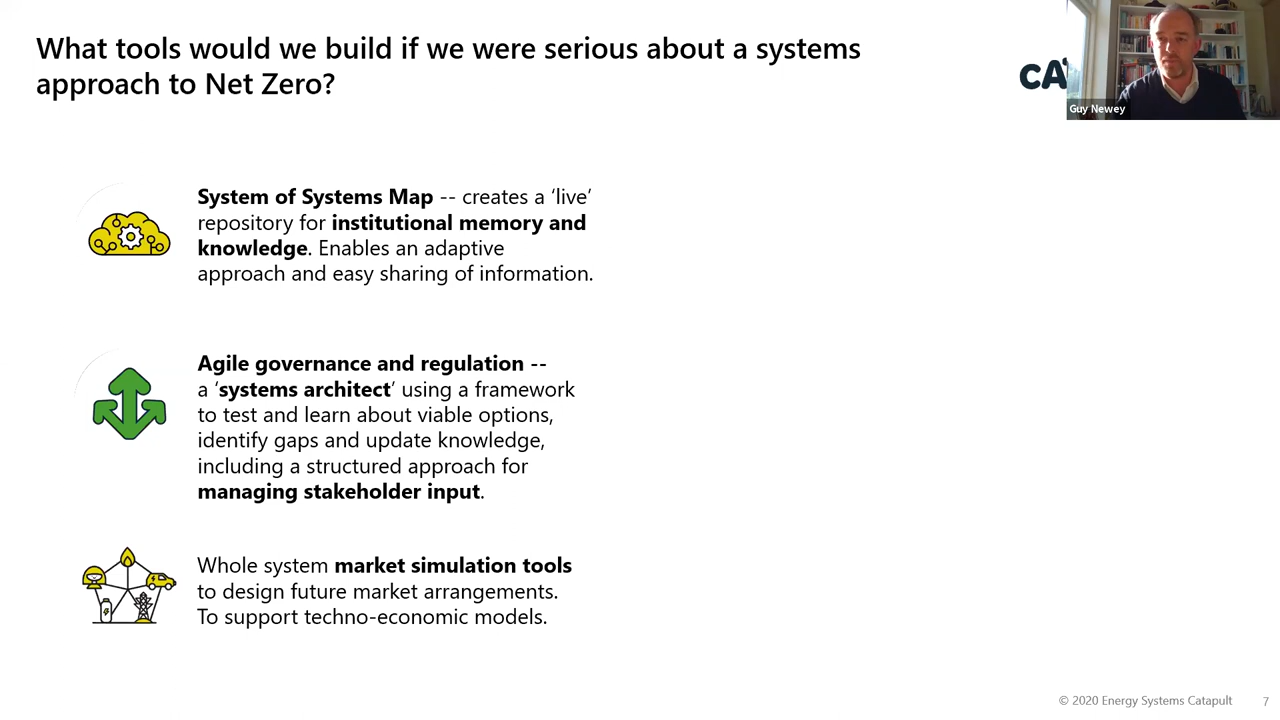 What tools would we build if we were serious about a systems
approach to Net Zero?
CA
Guy Newey
System of Systems Map -- creates a ‘live’
repository for institutional memory and
knowledge. Enables an adaptive
approach and easy sharing of information.
Agile governance and regulation --
a ‘systems architect’ using a framework
to test and learn about viable options,
identify gaps and update knowledge,
including a structured approach for
managing stakeholder input.
Whole system market simulation tools
to design future market arrangements.
To support techno-economic models.
© 2020 Energy Systems Catapult
7